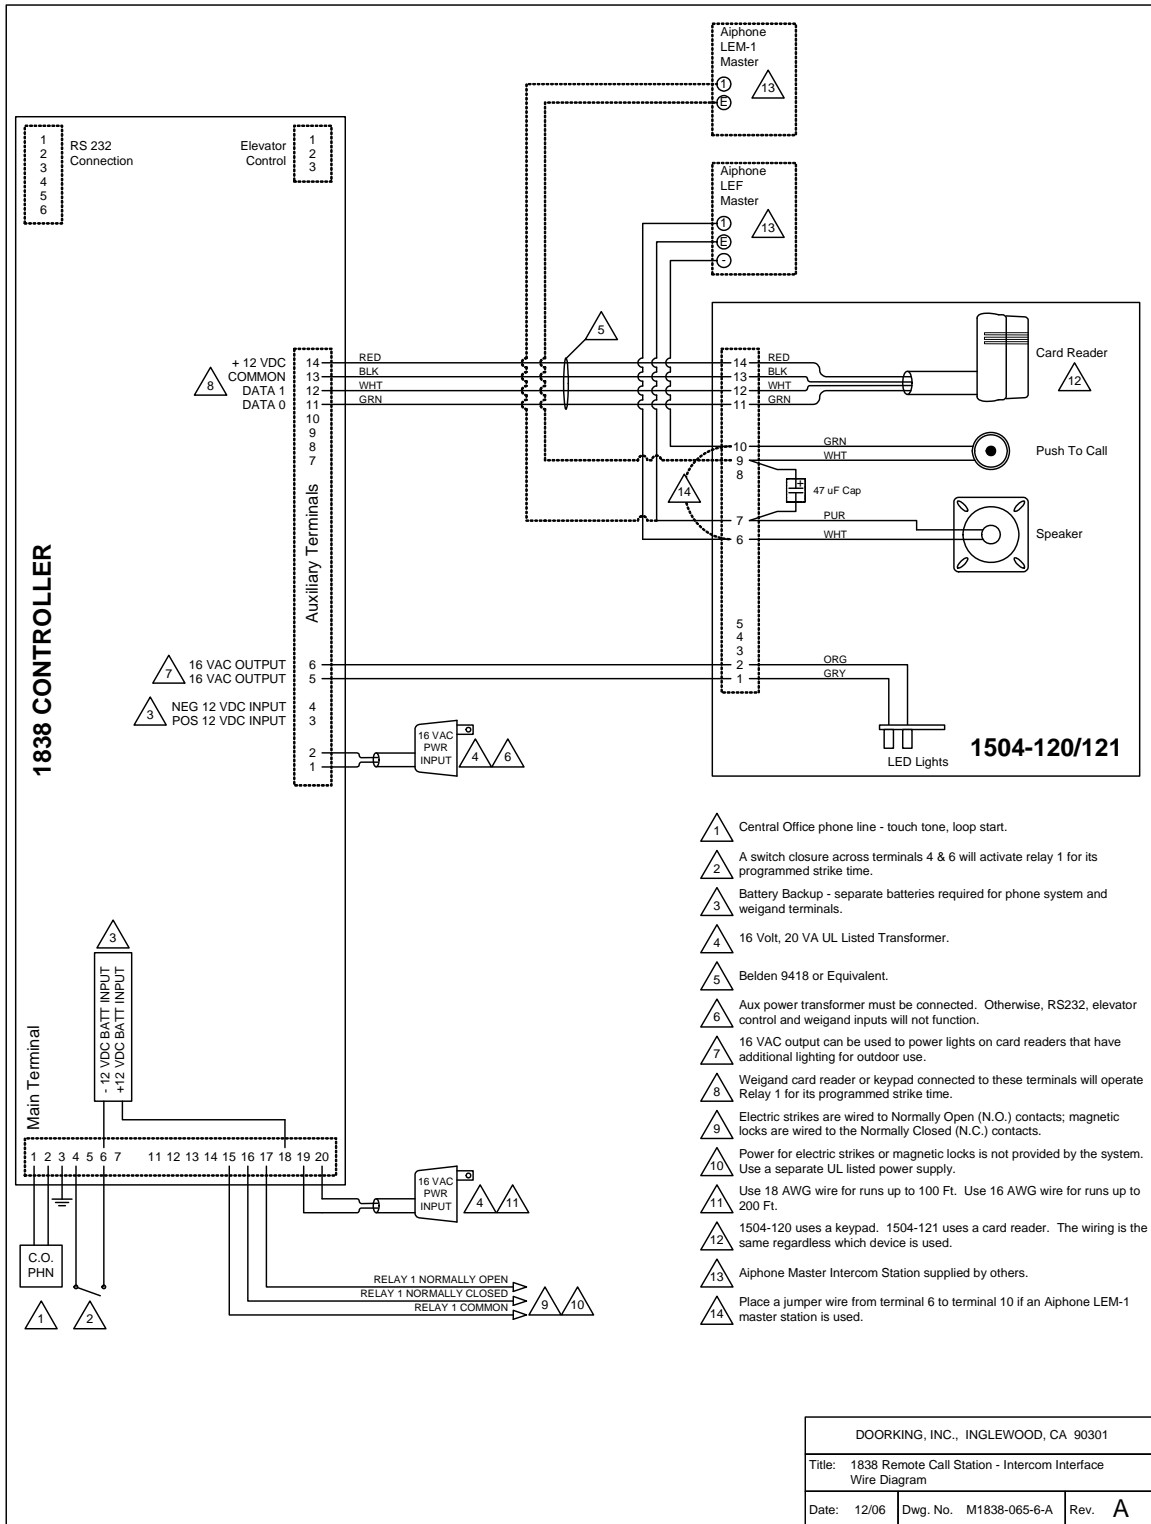 Aiphone
LEM-1
Master
1
E
13
1
2
3
4
5
6
RS 232
Connection
Elevator
Control
1
2
3
Aiphone
LEF
Master
1
E
-
13
5
8
+ 12 VDC
COMMON
DATA 1
DATA 0
14
13
12
11
10
9
8
7
RED
BLK
WHT
GRN
14
13
12
11
RED
BLK
WHT
GRN
Card Reader
12
10
9
8
GRN
WHT
Push To Call
14
47 uF Cap
+
7
6
PUR
WHT
Speaker
Auxiliary Terminals
1838 CONTROLLER
5
4
3
2
1
ORG
GRY
LED Lights
1504-120/121
7
16 VAC OUTPUT
16 VAC OUTPUT
6
5
3
NEG 12 VDC INPUT
POS 12 VDC INPUT
4
3
2
1
16 VAC
PWR
INPUT
4
6
3
- 12 VDC BATT INPUT
+12 VDC BATT INPUT
Main Terminal
1 2 3 4 5 6 7 11 12 13 14 15 16 17 18 19 20
16 VAC
PWR
INPUT
4
11
C.O.
PHN
1
2
RELAY 1 NORMALLY OPEN
RELAY 1 NORMALLY CLOSED
RELAY 1 COMMON
9
10
1 Central Office phone line - touch tone, loop start.
2 A switch closure across terminals 4 & 6 will activate relay 1 for its
programmed strike time.
3 Battery Backup - separate batteries required for phone system and
weigand terminals.
4 16 Volt, 20 VA UL Listed Transformer.
5 Belden 9418 or Equivalent.
6 Aux power transformer must be connected. Otherwise, RS232, elevator
control and weigand inputs will not function.
7 16 VAC output can be used to power lights on card readers that have
additional lighting for outdoor use.
8 Weigand card reader or keypad connected to these terminals will operate
Relay 1 for its programmed strike time.
9 Electric strikes are wired to Normally Open (N.O.) contacts; magnetic
locks are wired to the Normally Closed (N.C.) contacts.
10 Power for electric strikes or magnetic locks is not provided by the system.
Use a separate UL listed power supply.
11 Use 18 AWG wire for runs up to 100 Ft. Use 16 AWG wire for runs up to
200 Ft.
12 1504-120 uses a keypad. 1504-121 uses a card reader. The wiring is the
same regardless which device is used.
13 Aiphone Master Intercom Station supplied by others.
14 Place a jumper wire from terminal 6 to terminal 10 if an Aiphone LEM-1
master station is used.
DOORKING, INC., INGLEWOOD, CA 90301
Title: 1838 Remote Call Station - Intercom Interface
Wire Diagram
Date: 12/06 Dwg. No. M1838-065-6-A Rev. A